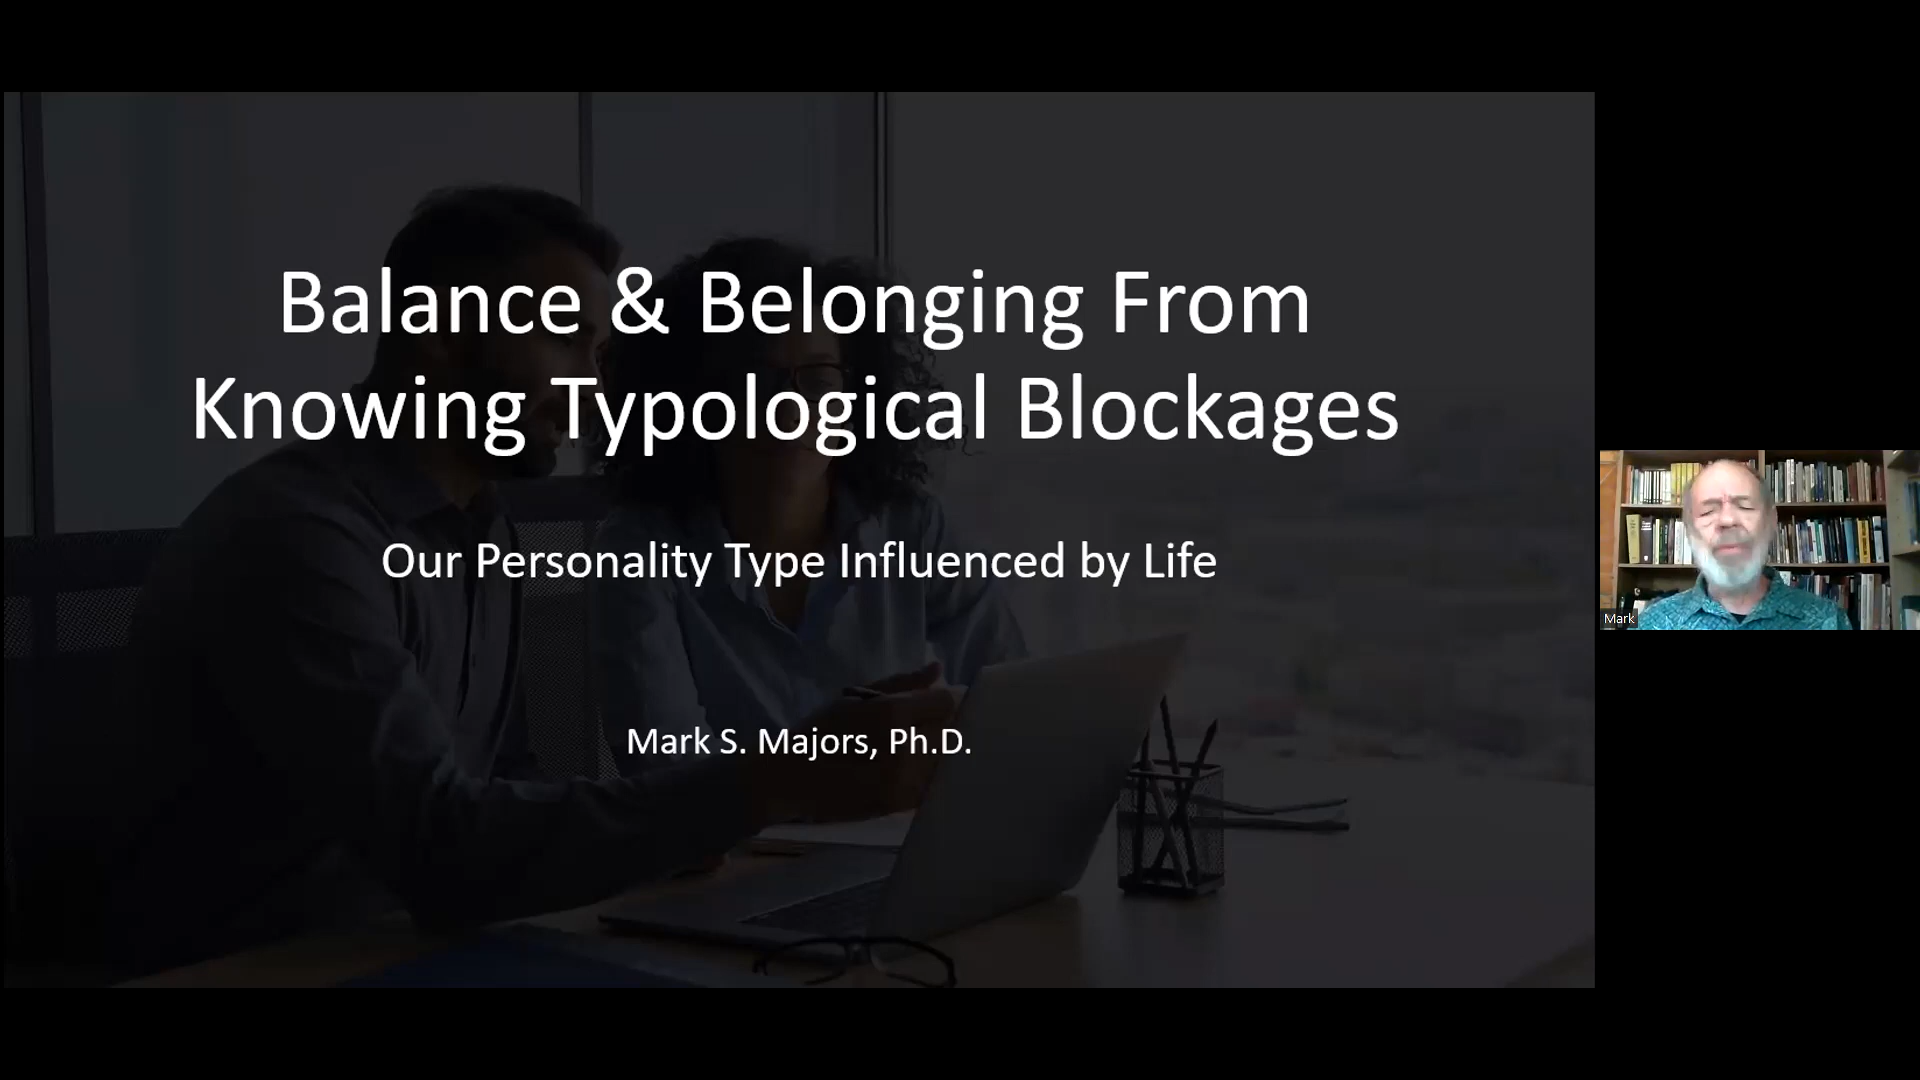 Balance & Belonging From
Knowing Typological Blockages
Our Personality Type Influenced by Life
Mark S. Majors, Ph.D.
Mark